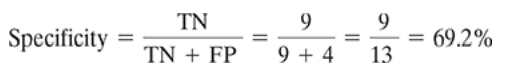 Specificity = TN / (TN + FP) = 9 / (9 + 4) = 9 / 13 = 69.2%